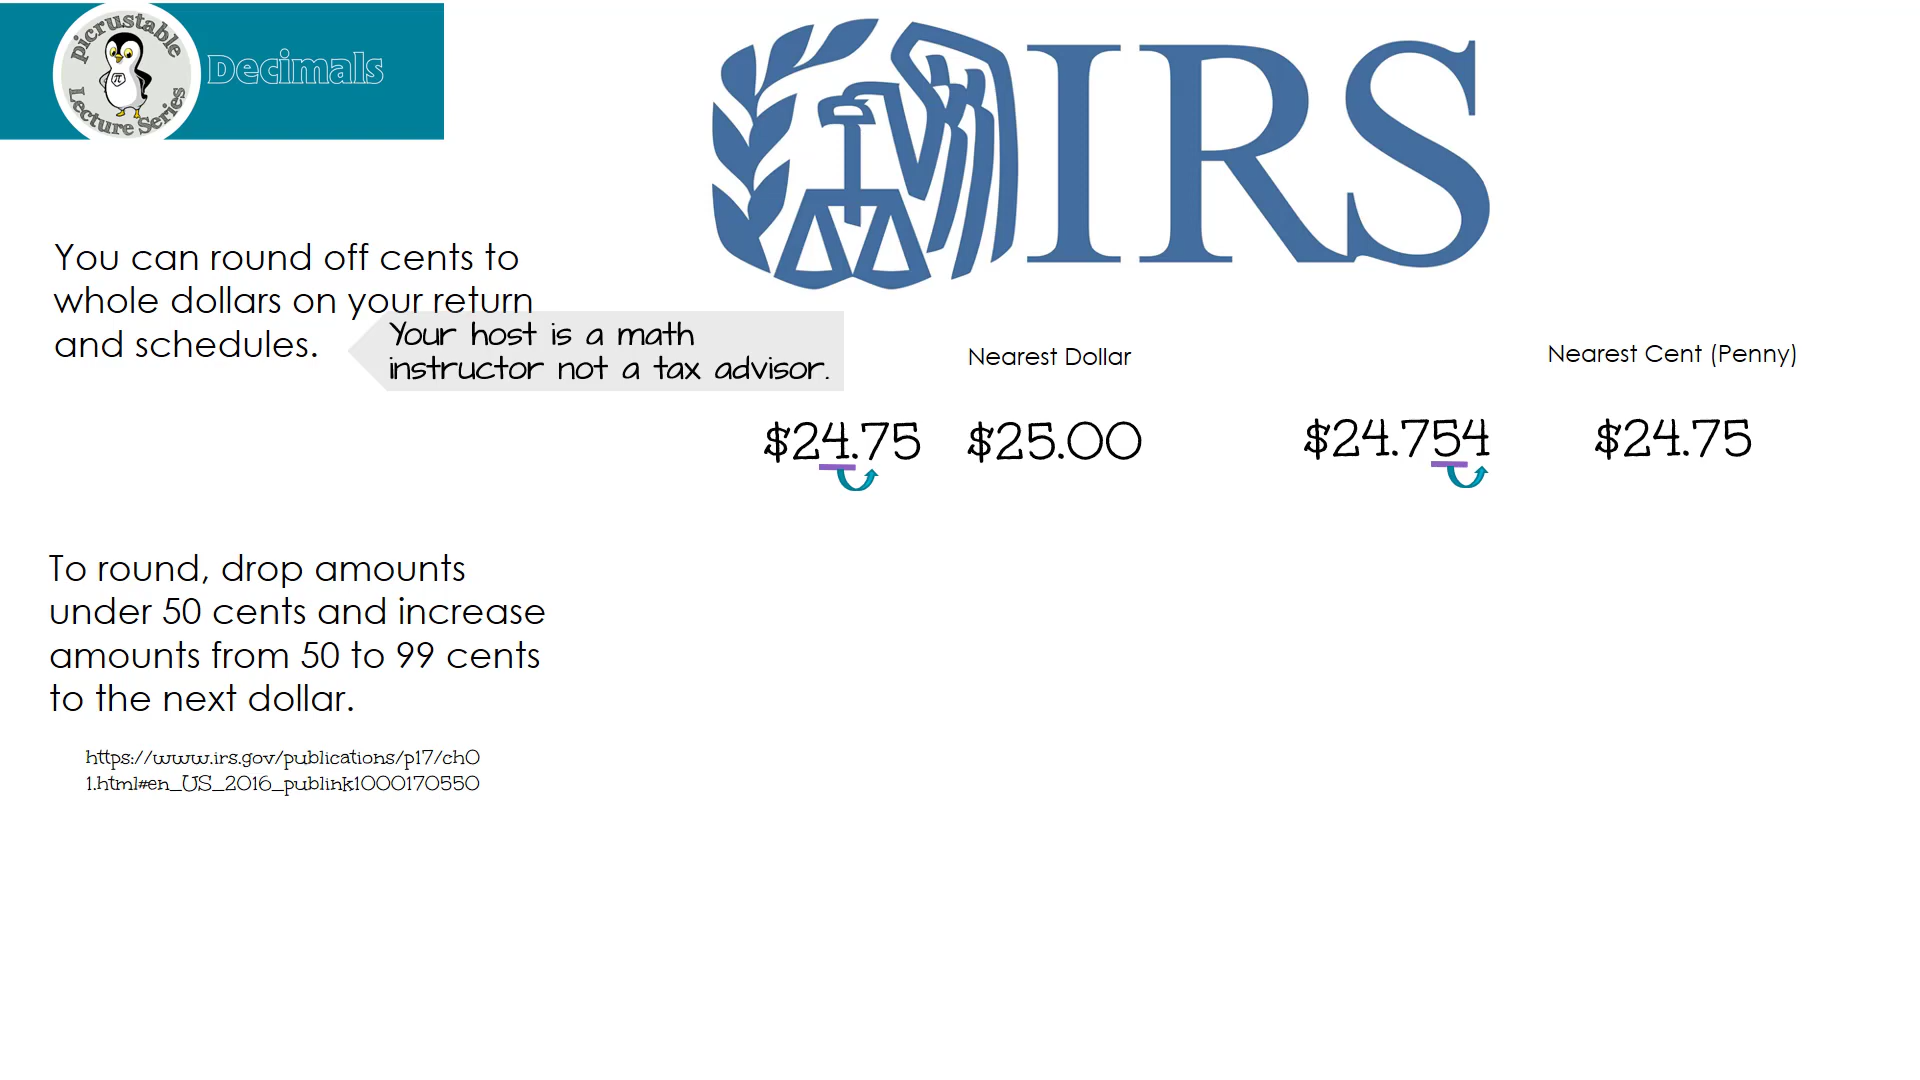 picrustable
Lecture Series
π
Decimals
IRS
You can round off cents to
whole dollars on your return
and schedules.
Your host is a math
instructor not a tax advisor.
Nearest Dollar
Nearest Cent (Penny)
$24.75 $25.00 $24.754 $24.75
To round, drop amounts
under 50 cents and increase
amounts from 50 to 99 cents
to the next dollar.
https://www.irs.gov/publications/p17/ch0
1.html#en_US_2016_publink1000170550